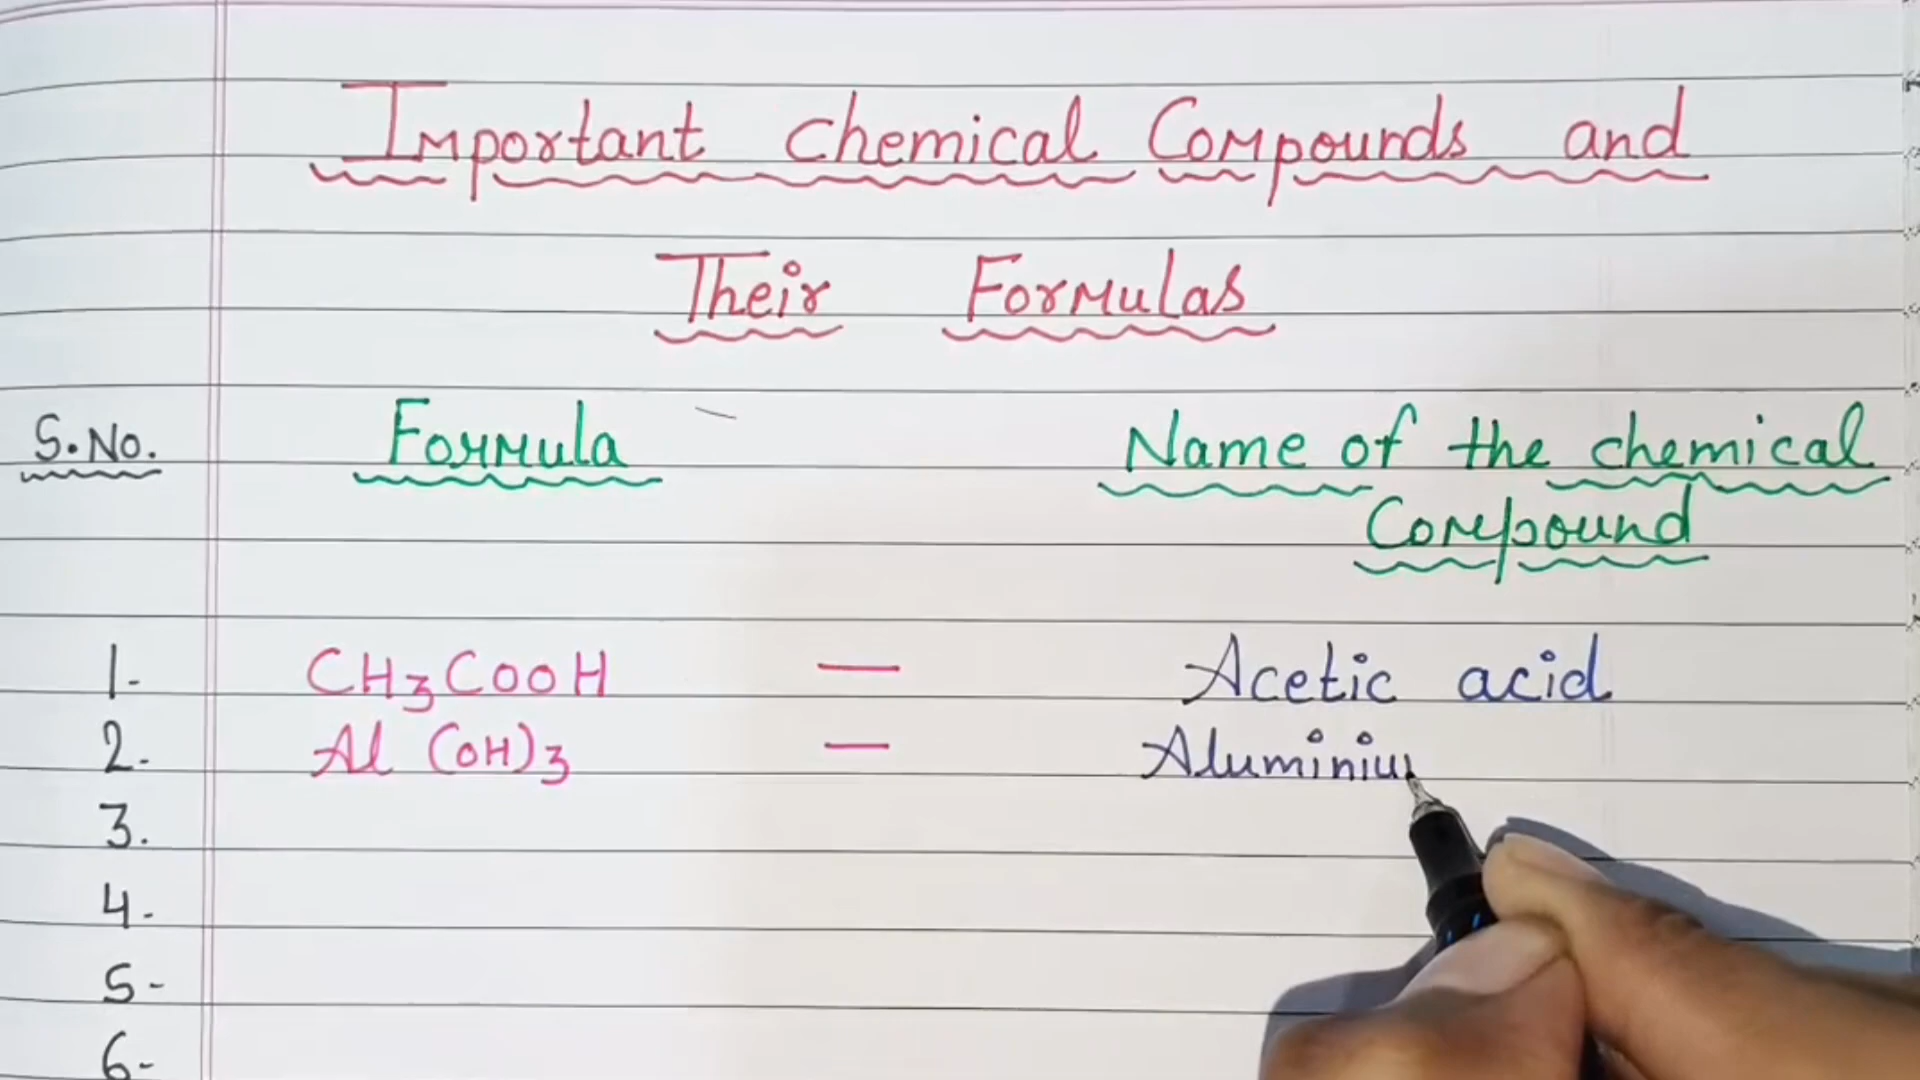 Important Chemical Compounds and
Their Formulas
S.No. Formula Name of the chemical
Compound
1. CH3COOH — Acetic acid
2. Al (OH)3 — Aluminiu
3.
4.
5.
6.